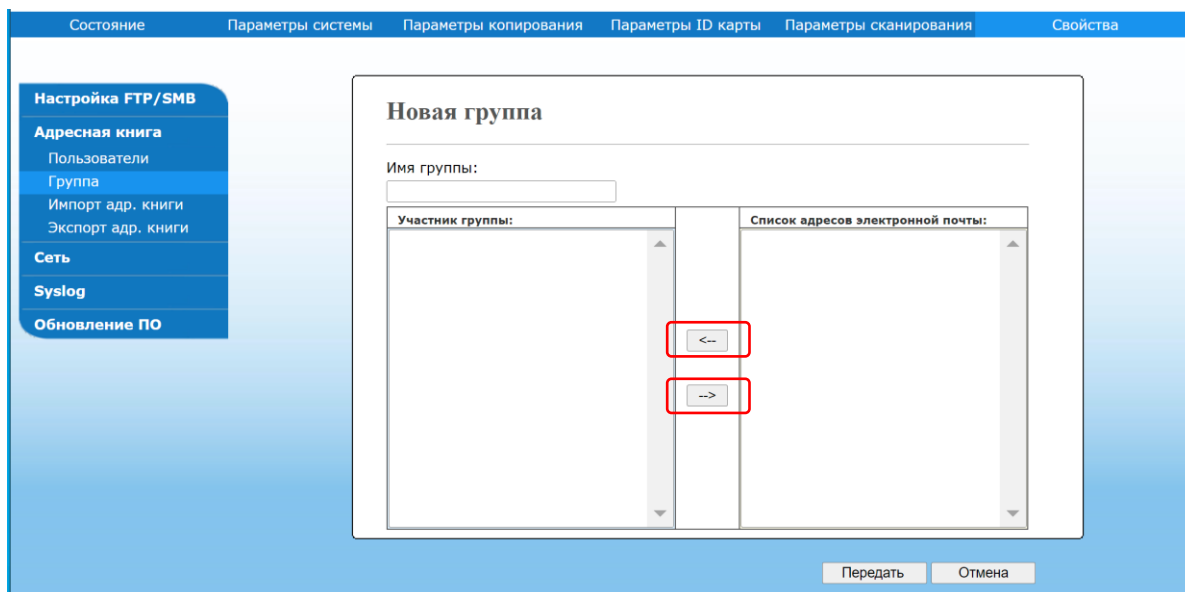 Состояние Параметры системы Параметры копирования Параметры ID карты Параметры сканирования Свойства
Настройка FTP/SMB
Адресная книга
Пользователи
Группа
Импорт адр. книги
Экспорт адр. книги
Сеть
Syslog
Обновление ПО
Новая группа
Имя группы:
Участник группы: Список адресов электронной почты:
<--
-->
Передать Отмена